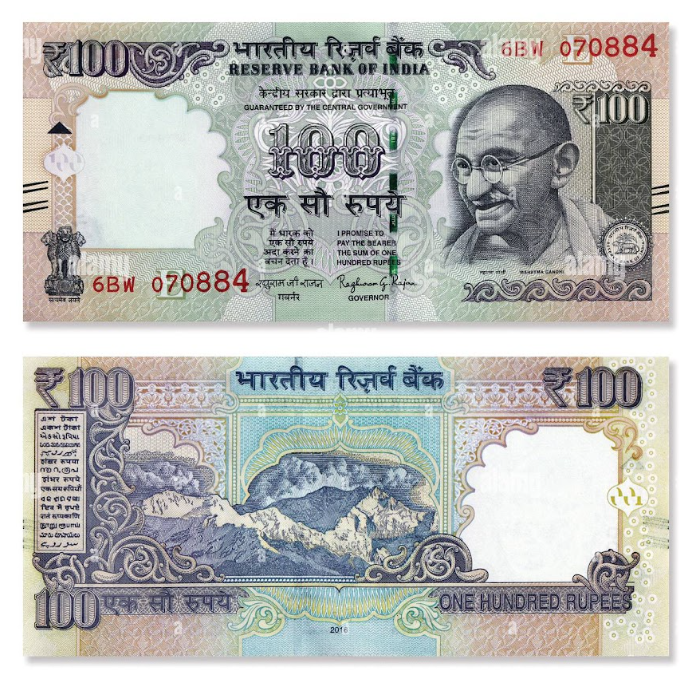 ₹100 भारतीय रिज़र्व बैंक 6BW 070884
RESERVE BANK OF INDIA
केन्दीय सरकार द्वारा प्रत्याभूत
GUARANTEED BY THE CENTRAL GOVERNMENT
₹100
100
एक सौ रुपये
मैं धारक को
एक सौ रुपये
अदा करने का
वचन देता हूँ।
I PROMISE TO
PAY THE BEARER
THE SUM OF ONE
HUNDRED RUPEES
महात्मा गांधी MAHATMA GANDHI
सत्यमेव जयते
6BW 070884
रघुराम जी राजन
गवर्नर
Raghuram G. Rajan
GOVERNOR
alamy
₹100 भारतीय रिज़र्व बैंक ₹100
100 एक सौ रुपये ONE HUNDRED RUPEES
2016